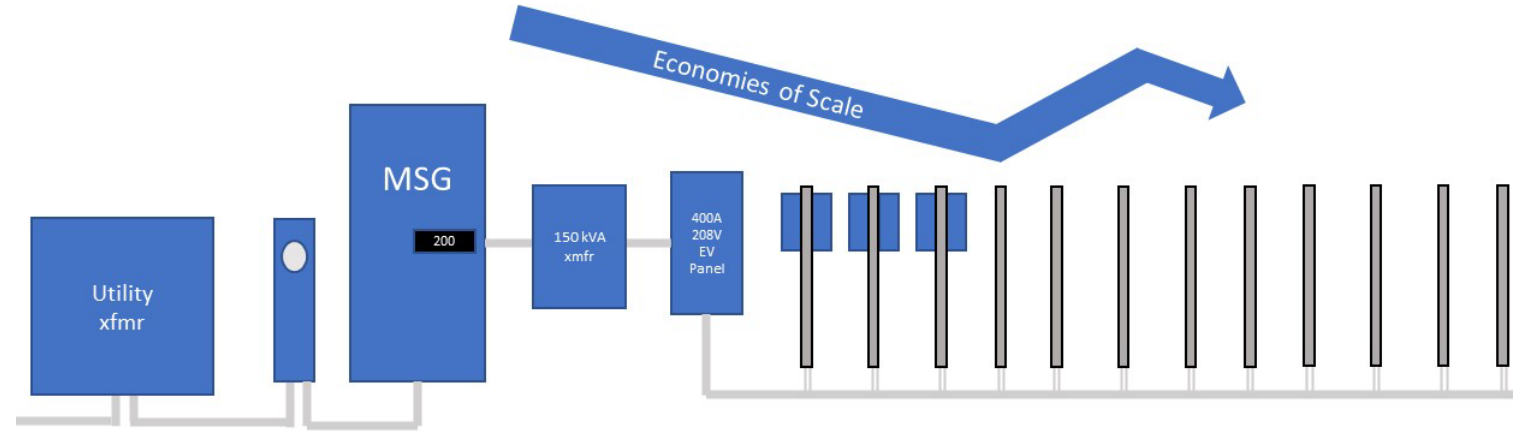 Economies of Scale
MSG
200
150 kVA
xmfr
400A
208V
EV
Panel
Utility
xfmr